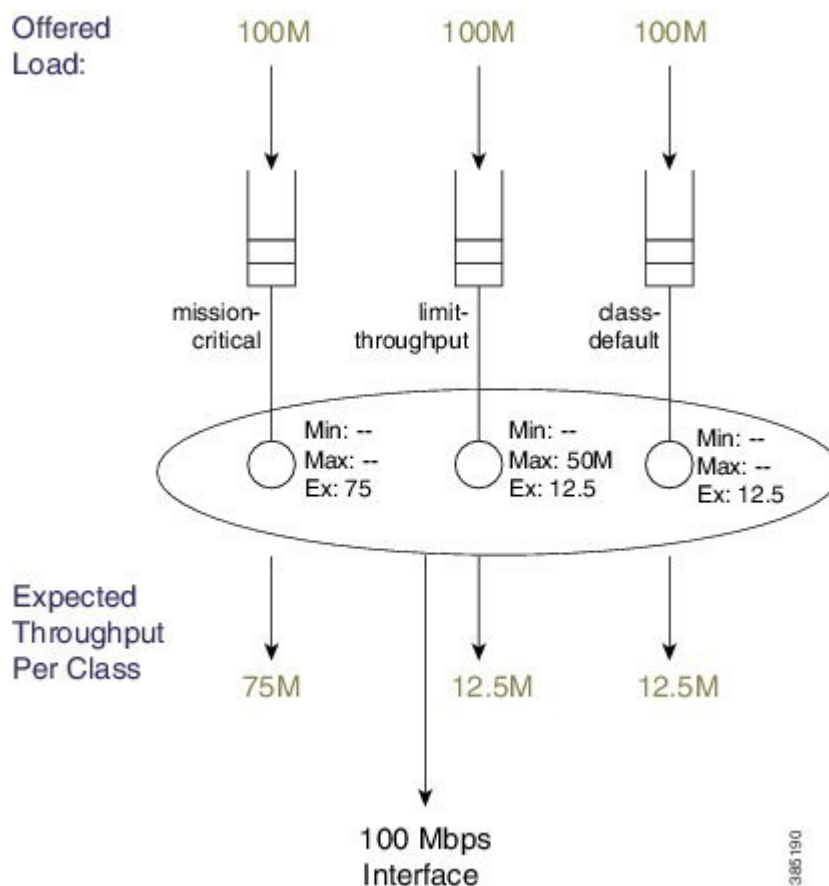 Offered
Load:
100M
100M
100M
mission-
critical
limit-
throughput
class-
default
Min: --
Max: --
Ex: 75
Min: --
Max: 50M
Ex: 12.5
Min: --
Max: --
Ex: 12.5
Expected
Throughput
Per Class
75M
12.5M
12.5M
100 Mbps
Interface
385190